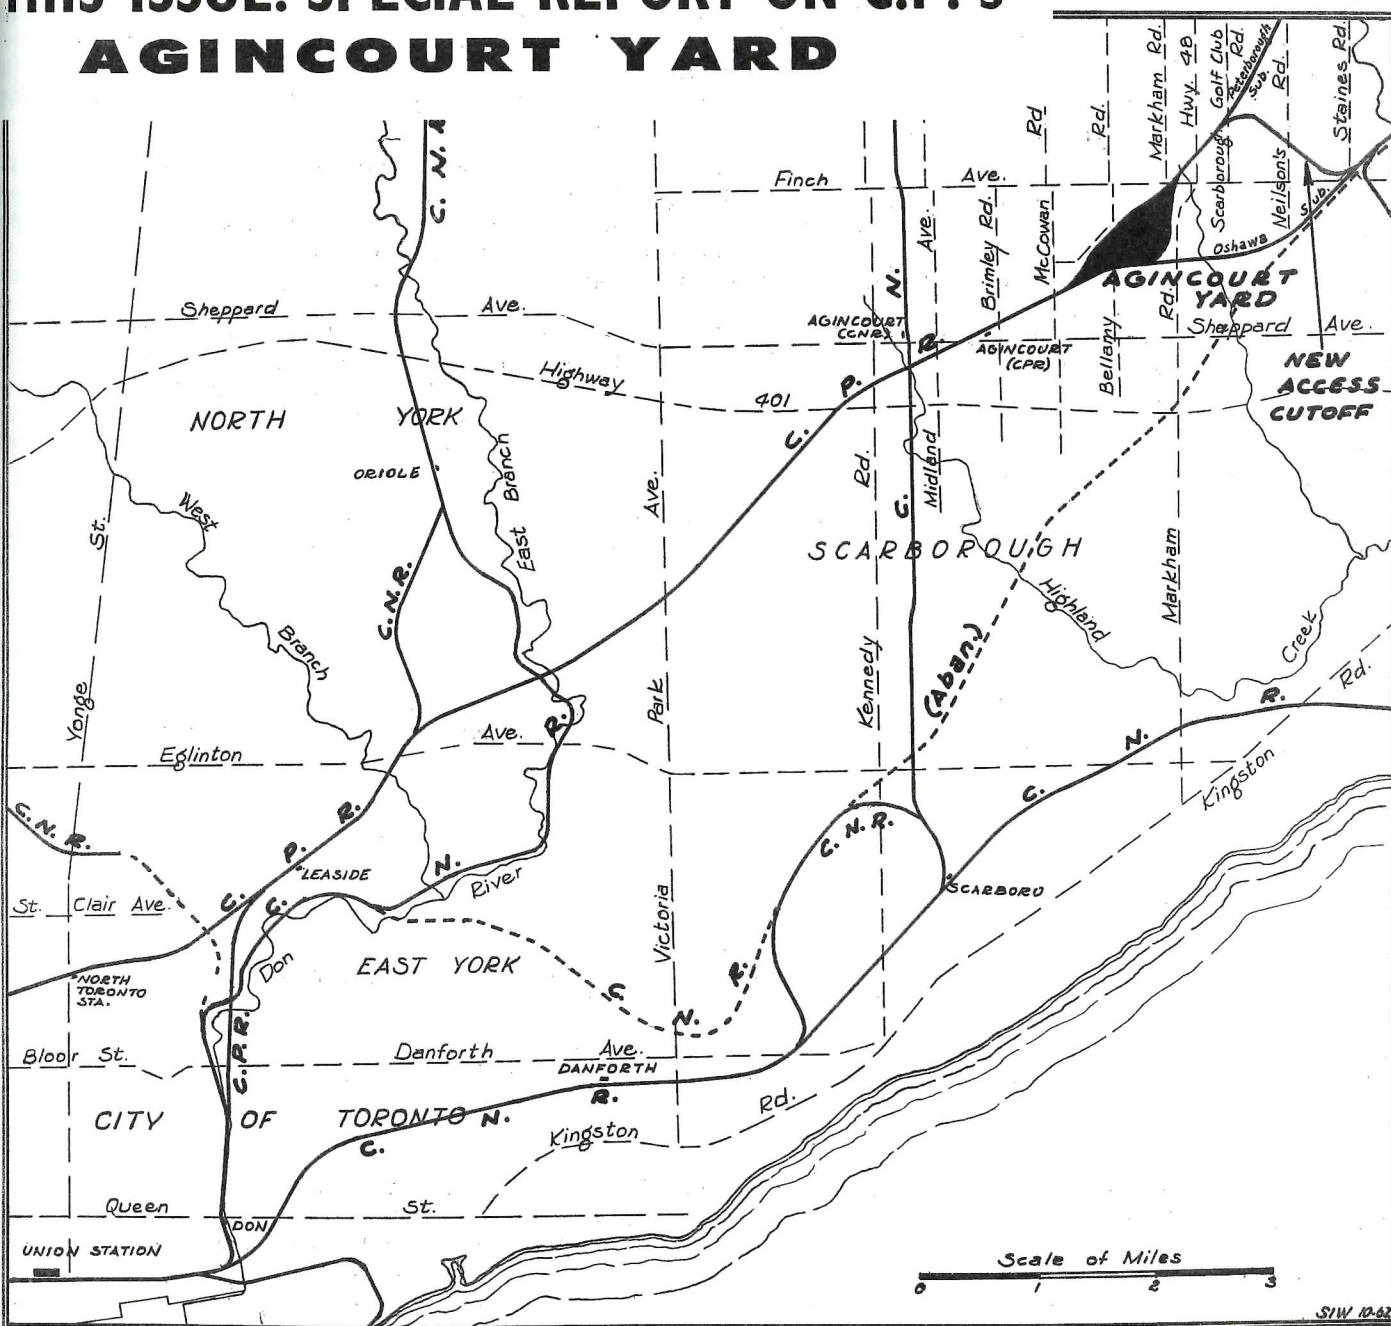 THIS ISSUE: SPECIAL REPORT ON C.P.'S
AGINCOURT YARD
Markham Rd.
Hwy. 48
Scarborough Golf Club Rd.
Peterborough Sub.
Neilson's Rd.
Staines Rd.
C. N. R.
Rd
Rd.
Finch Ave.
Ave.
Brimley Rd.
McCowan
Oshawa Sub.
AGINCOURT
YARD
Rd.
Sheppard Ave.
Sheppard Ave.
AGINCOURT
(CNR)
N.
R.
AGINCOURT
(CPR)
Bellamy
NEW
ACCESS
CUTOFF
Highway 401
P.
C.
NORTH YORK
ORIOLE
East Branch
Ave.
Rd.
Midland
C.
West
St.
SCARBOROUGH
Markham
C.N.R.
Highland
Creek
Branch
Kennedy
(Aban.)
Rd.
Yonge
Park
R.
R.
Ave.
Eglinton
N.
Kingston
C. N. R.
R.
C.
C. N. R.
P.
LEASIDE
N.
River
SCARBORO
St. Clair Ave.
C.
C.
Victoria
Don
EAST YORK
R.
NORTH
TORONTO
STA.
C.
N.
C.P.R.
Bloor St.
Danforth Ave.
DANFORTH
R.
Rd.
CITY OF TORONTO
N.
C.
Kingston
Queen St.
DON
UNION STATION
Scale of Miles
0 1 2 3
SIW 10-62